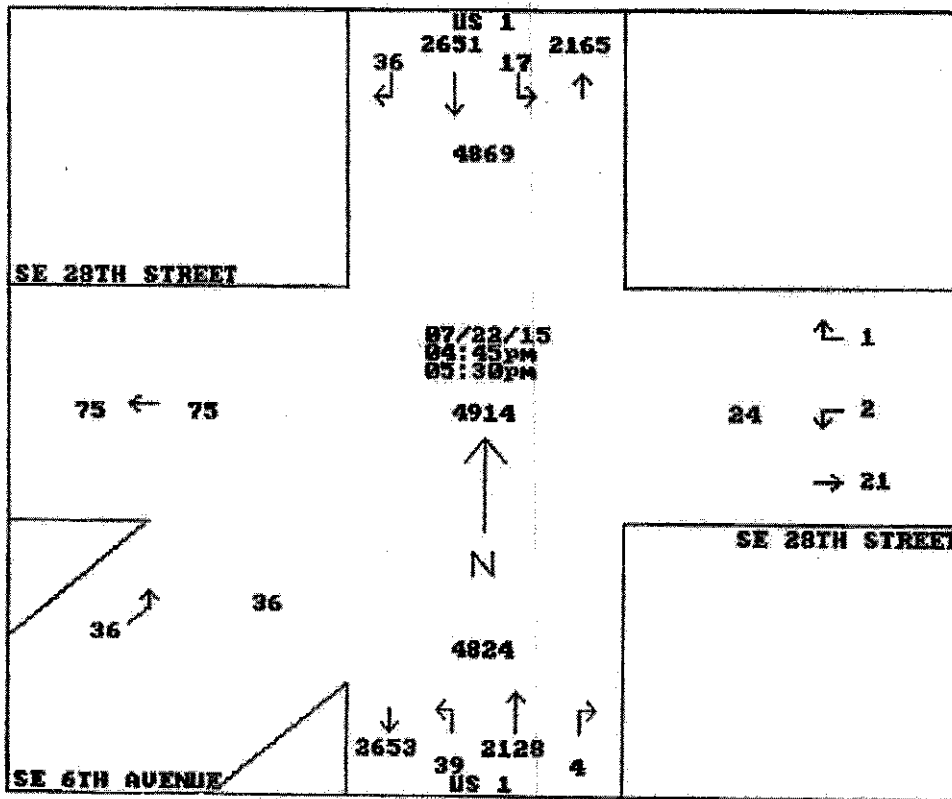 US 1
36 2651 17 2165
4869
SE 28TH STREET
07/22/15
04:45pm
05:30pm
1
75 75 4914 24 2
21
SE 28TH STREET
N
36 36
4824
2653 39 2128 4
SE 6TH AVENUE US 1